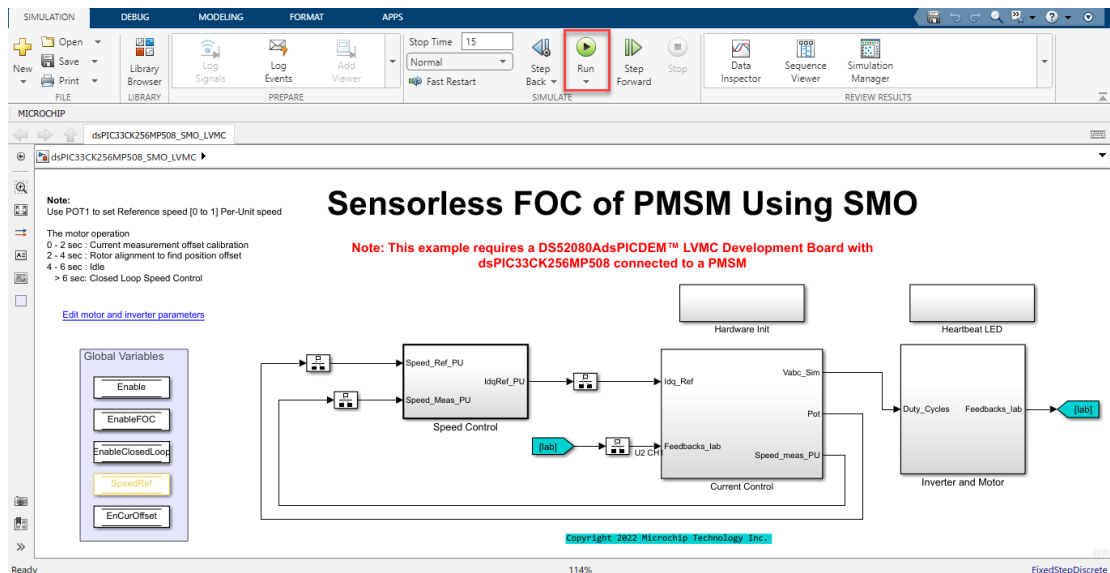 SIMULATION DEBUG MODELING FORMAT APPS
New
Open
Save
Print
FILE
Library
Browser
LIBRARY
Log
Signals
Log
Events
Add
Viewer
PREPARE
Stop Time 15
Normal
Fast Restart
Step
Back
Run
Step
Forward
Stop
SIMULATE
Data
Inspector
Sequence
Viewer
Simulation
Manager
REVIEW RESULTS
MICROCHIP
dsPIC33CK256MP508_SMO_LVMC
dsPIC33CK256MP508_SMO_LVMC
Sensorless FOC of PMSM Using SMO
Note:
Use POT1 to set Reference speed [0 to 1] Per-Unit speed
The motor operation
0 - 2 sec : Current measurement offset calibration
2 - 4 sec : Rotor alignment to find position offset
4 - 6 sec : Idle
> 6 sec: Closed Loop Speed Control
Note: This example requires a DS52080AdsPICDEM™ LVMC Development Board with
dsPIC33CK256MP508 connected to a PMSM
Edit motor and inverter parameters
Hardware Init
Heartbeat LED
Global Variables
Enable
EnableFOC
EnableClosedLoop
SpeedRef
EnCurOffset
Speed_Ref_PU
IdqRef_PU
Speed_Meas_PU
Speed Control
[Iab]
U2 CH1
Idq_Ref
Vabc_Sim
Pot
Feedbacks_Iab
Speed_meas_PU
Current Control
Duty_Cycles Feedbacks_Iab
Inverter and Motor
[Iab]
Copyright 2022 Microchip Technology Inc.
Ready 114% FixedStepDiscrete